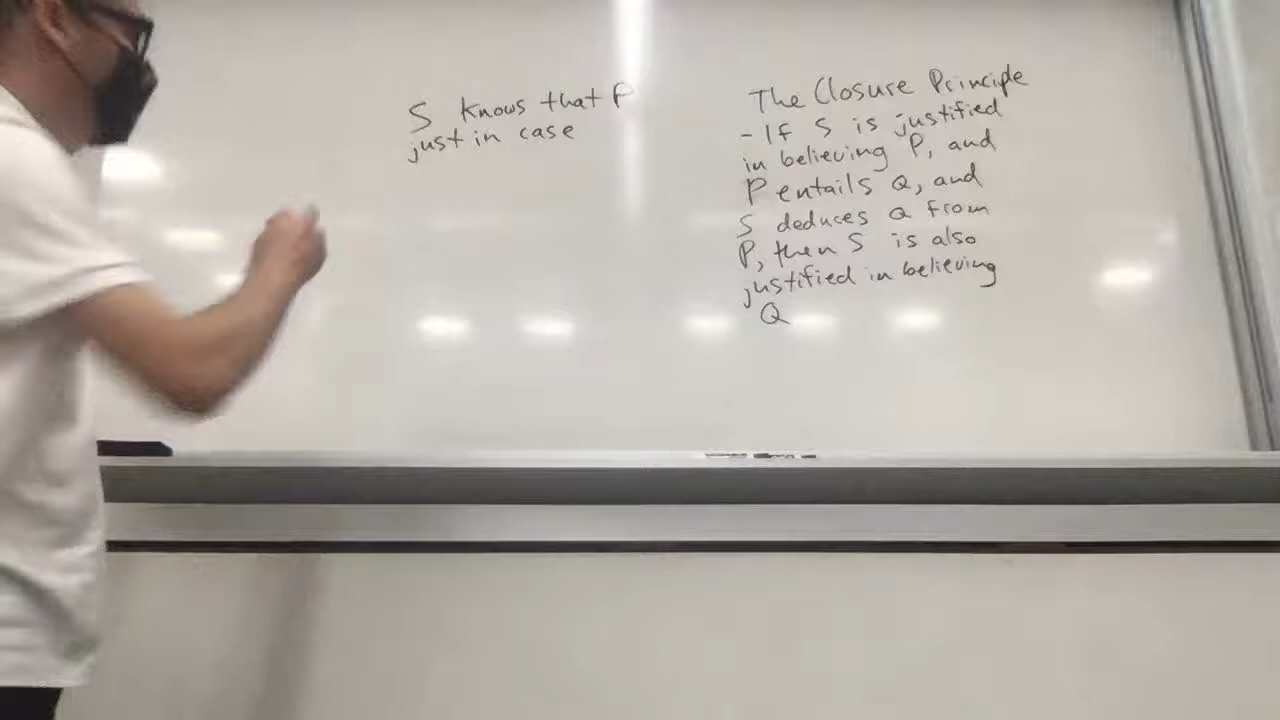 S knows that P
just in case
The Closure Principle
- If S is justified
in believing P, and
P entails Q, and
S deduces Q from
P, then S is also
justified in believing
Q